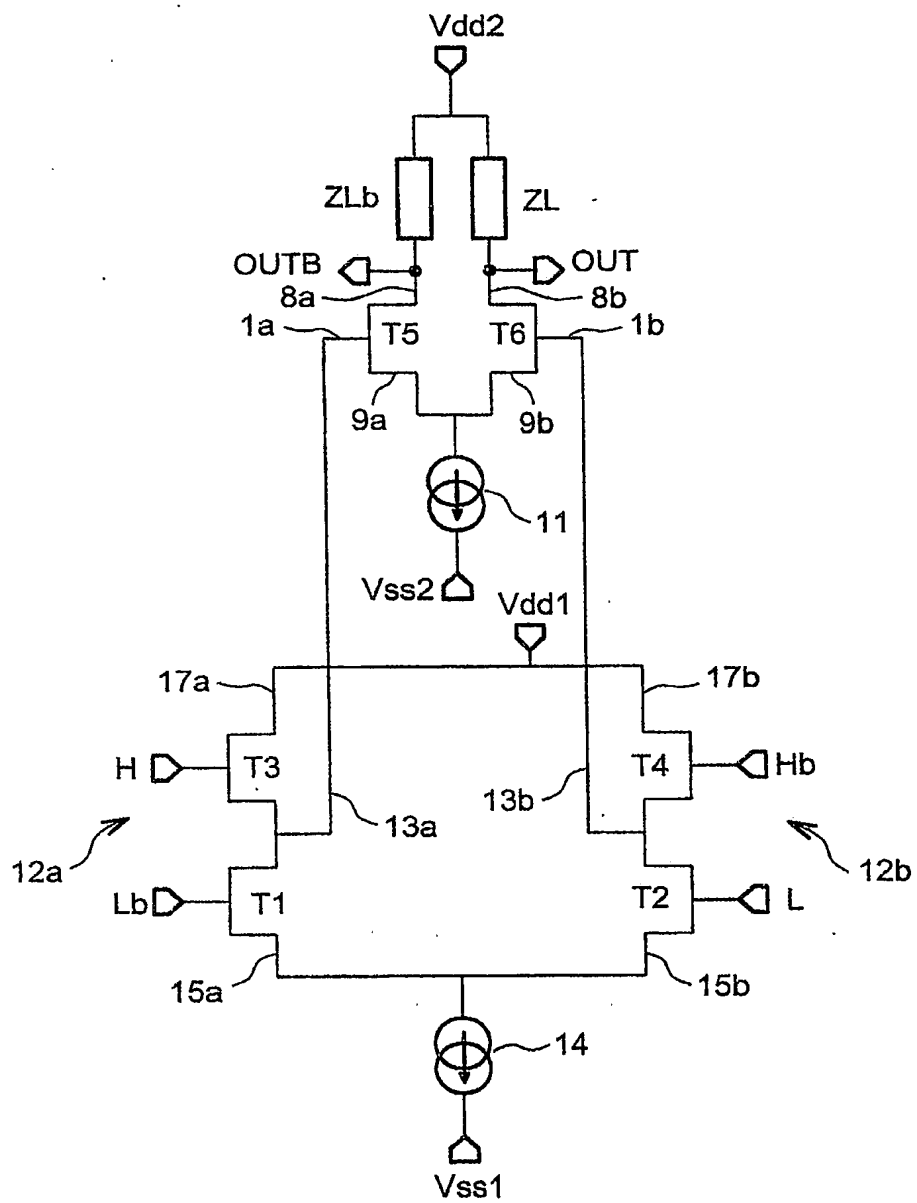 Vdd2
ZLb
ZL
OUTB
OUT
8a
8b
1a
T5
T6
1b
9a
9b
11
Vss2
Vdd1
17a
17b
H
T3
T4
Hb
13a
13b
12a
12b
Lb
T1
T2
L
15a
15b
14
Vss1